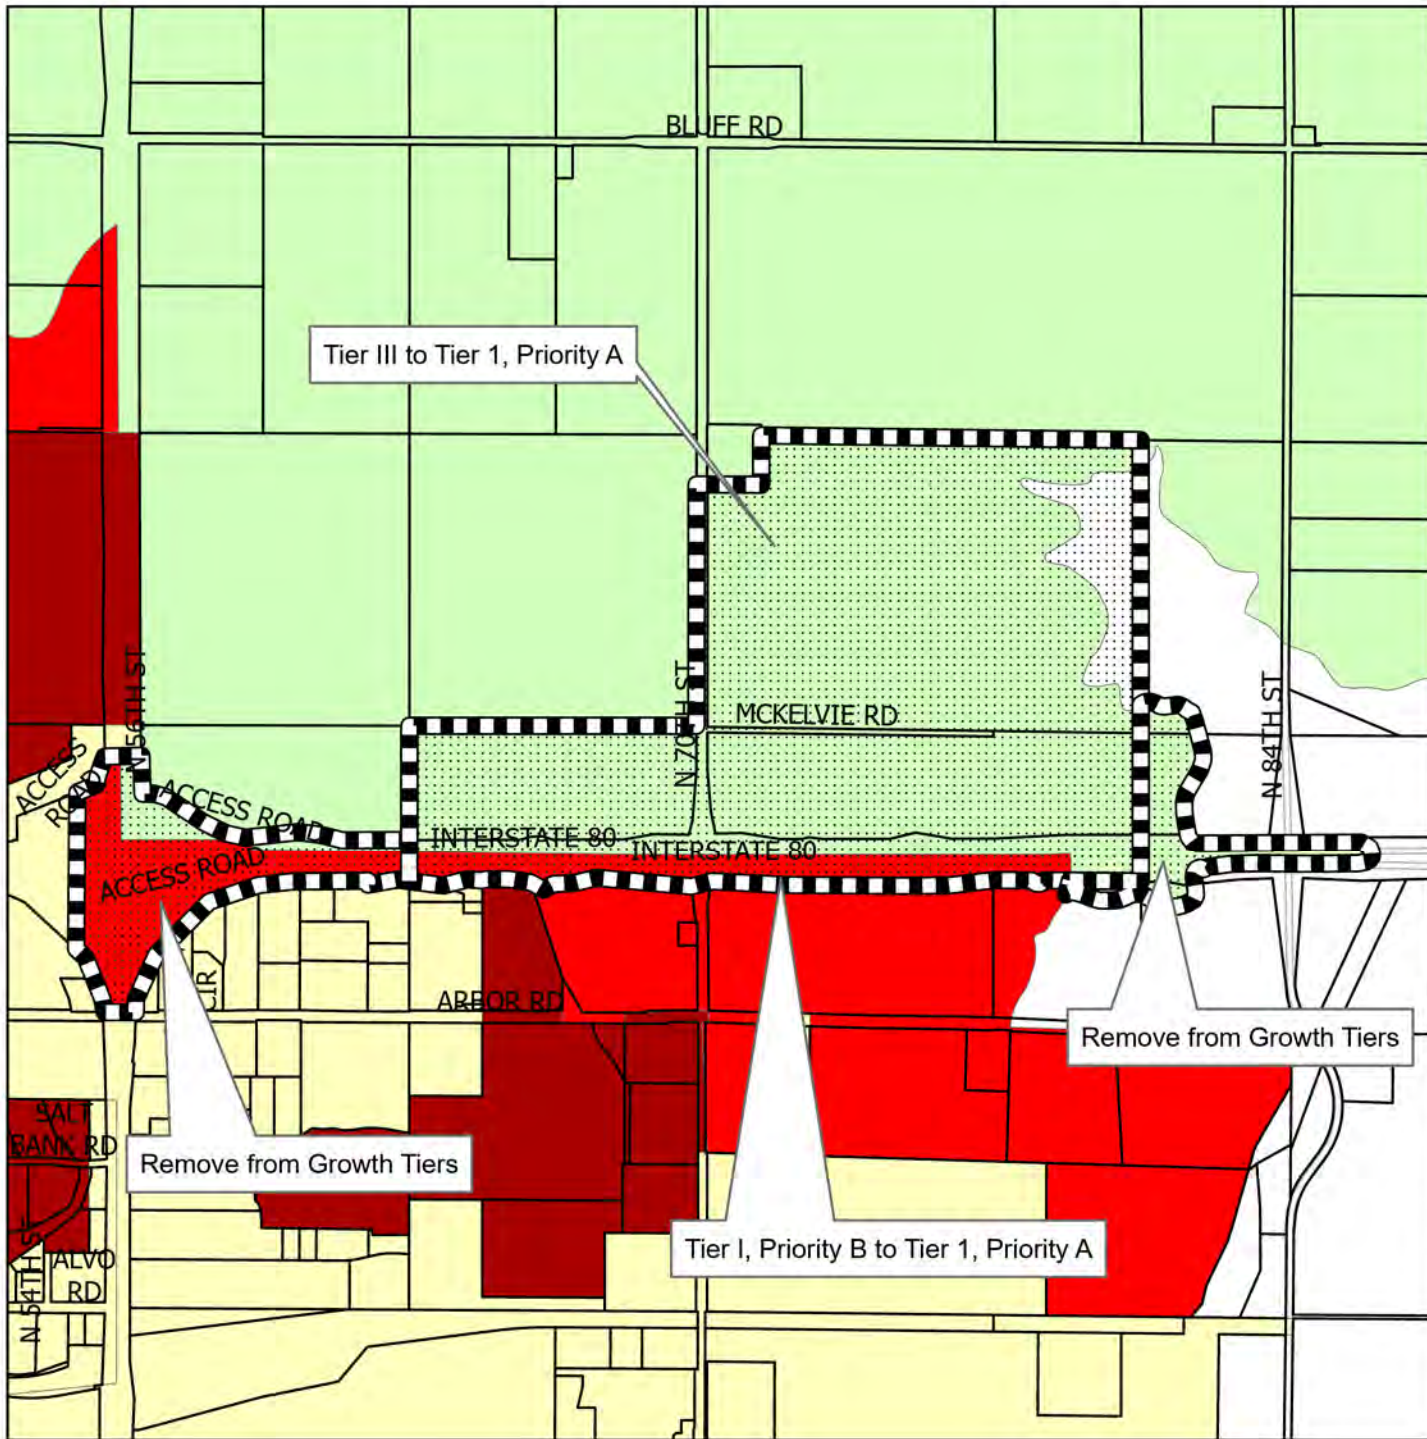 BLUFF RD
Tier III to Tier 1, Priority A
N 56TH ST
N 70TH ST
N 84TH ST
MCKELVIE RD
ACCESS
ROAD
ACCESS ROAD
INTERSTATE 80
INTERSTATE 80
ACCESS ROAD
CIR
ARBOR RD
Remove from Growth Tiers
SALT
BANK RD
Remove from Growth Tiers
N 54TH ST
ALVO
RD
Tier I, Priority B to Tier 1, Priority A